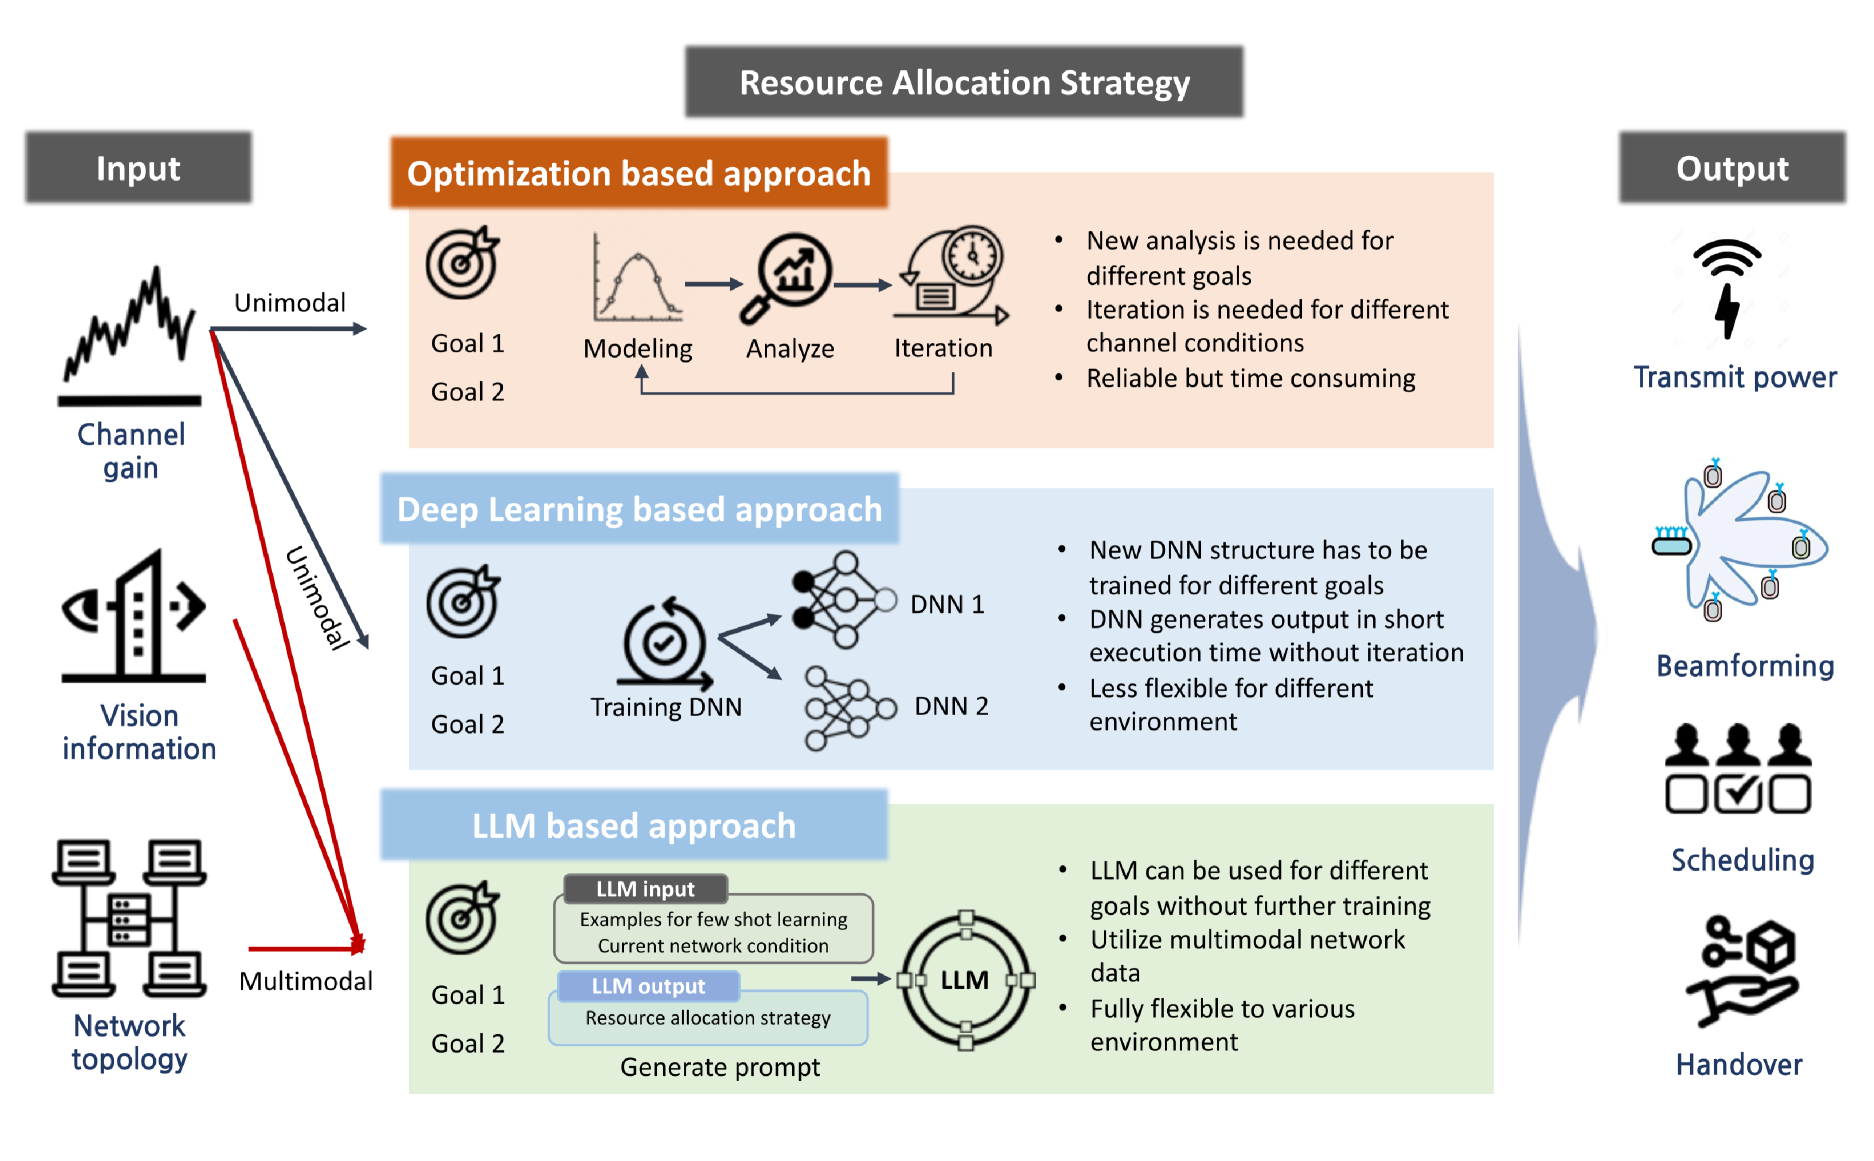 Resource Allocation Strategy
Input
Channel
gain
Vision
information
Network
topology
Unimodal
Unimodal
Multimodal
Optimization based approach
Goal 1
Goal 2
Modeling
Analyze
Iteration
• New analysis is needed for
different goals
• Iteration is needed for different
channel conditions
• Reliable but time consuming
Deep Learning based approach
Goal 1
Goal 2
Training DNN
DNN 1
DNN 2
• New DNN structure has to be
trained for different goals
• DNN generates output in short
execution time without iteration
• Less flexible for different
environment
LLM based approach
Goal 1
Goal 2
LLM input
Examples for few shot learning
Current network condition
LLM output
Resource allocation strategy
Generate prompt
LLM
• LLM can be used for different
goals without further training
• Utilize multimodal network
data
• Fully flexible to various
environment
Output
Transmit power
Beamforming
Scheduling
Handover